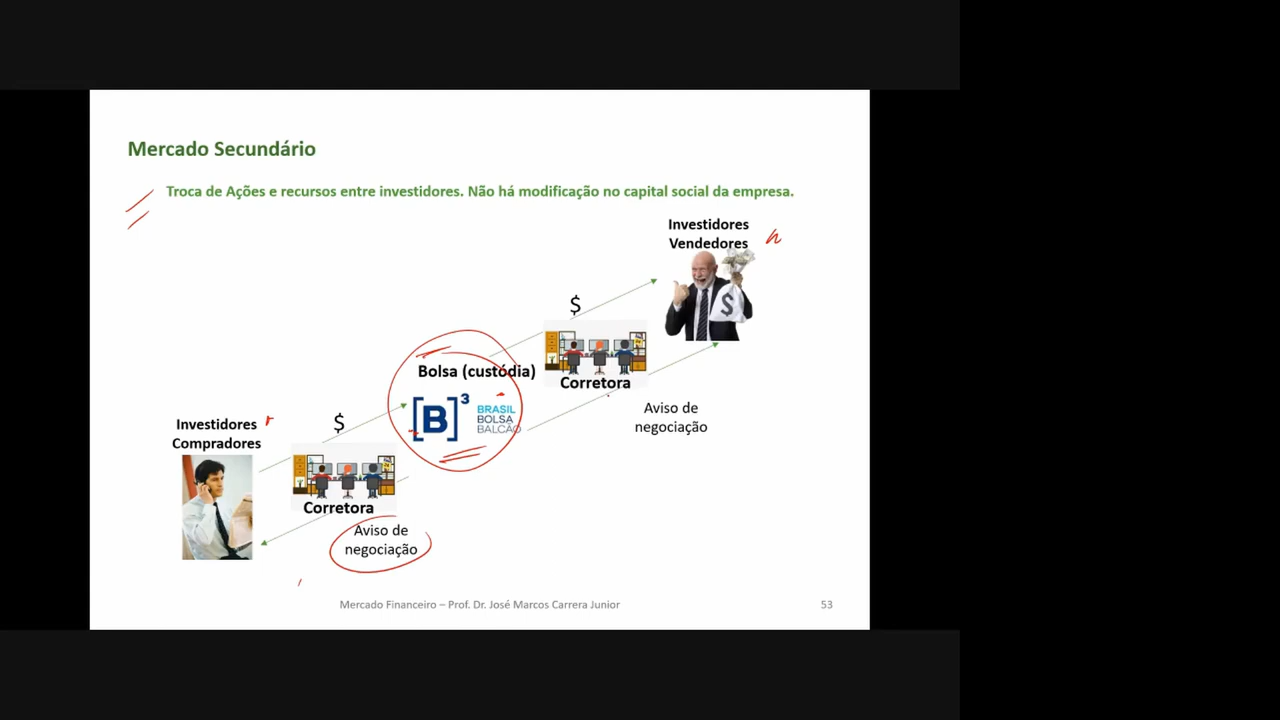 Mercado Secundário
Troca de Ações e recursos entre investidores. Não há modificação no capital social da empresa.
Investidores
Vendedores
$
$
Corretora
Bolsa (custódia)
[B]³ BRASIL
BOLSA
BALCÃO
Aviso de
negociação
Investidores
Compradores
$
Corretora
Aviso de
negociação
Mercado Financeiro – Prof. Dr. José Marcos Carrera Junior
53